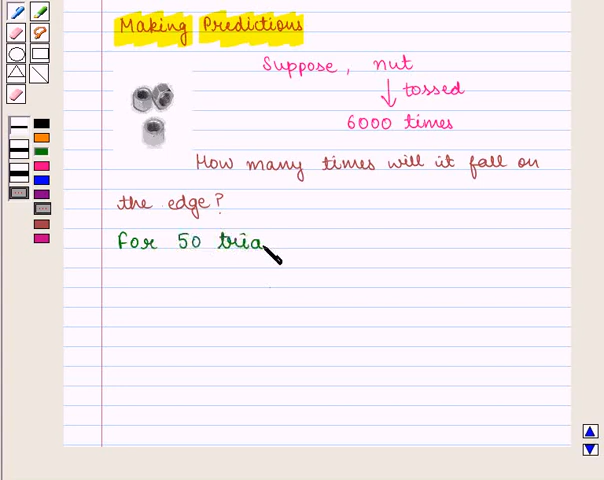 Making Predictions
Suppose, nut
tossed
6000 times
How many times will it fall on
the edge?
For 50 tria